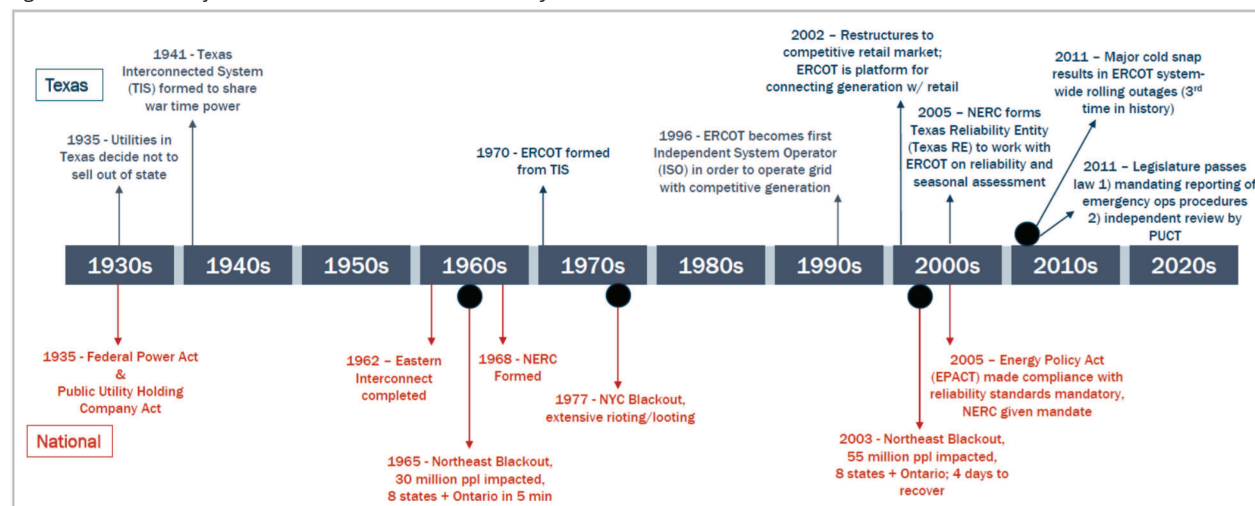 Texas
1941 - Texas
Interconnected System
(TIS) formed to share
war time power
1935 - Utilities in
Texas decide not to
sell out of state
1970 - ERCOT formed
from TIS
1996 - ERCOT becomes first
Independent System Operator
(ISO) in order to operate grid
with competitive generation
2002 – Restructures to
competitive retail market;
ERCOT is platform for
connecting generation w/ retail
2005 – NERC forms
Texas Reliability Entity
(Texas RE) to work with
ERCOT on reliability and
seasonal assessment
2011 – Major cold snap
results in ERCOT system-
wide rolling outages (3rd
time in history)
2011 – Legislature passes
law 1) mandating reporting of
emergency ops procedures
2) independent review by
PUCT
1930s
1940s
1950s
1960s
1970s
1980s
1990s
2000s
2010s
2020s
1935 - Federal Power Act
&
Public Utility Holding
Company Act
National
1962 – Eastern
Interconnect
completed
1965 - Northeast Blackout,
30 million ppl impacted,
8 states + Ontario in 5 min
1968 - NERC
Formed
1977 - NYC Blackout,
extensive rioting/looting
2003 - Northeast Blackout,
55 million ppl impacted,
8 states + Ontario; 4 days to
recover
2005 – Energy Policy Act
(EPACT) made compliance with
reliability standards mandatory,
NERC given mandate